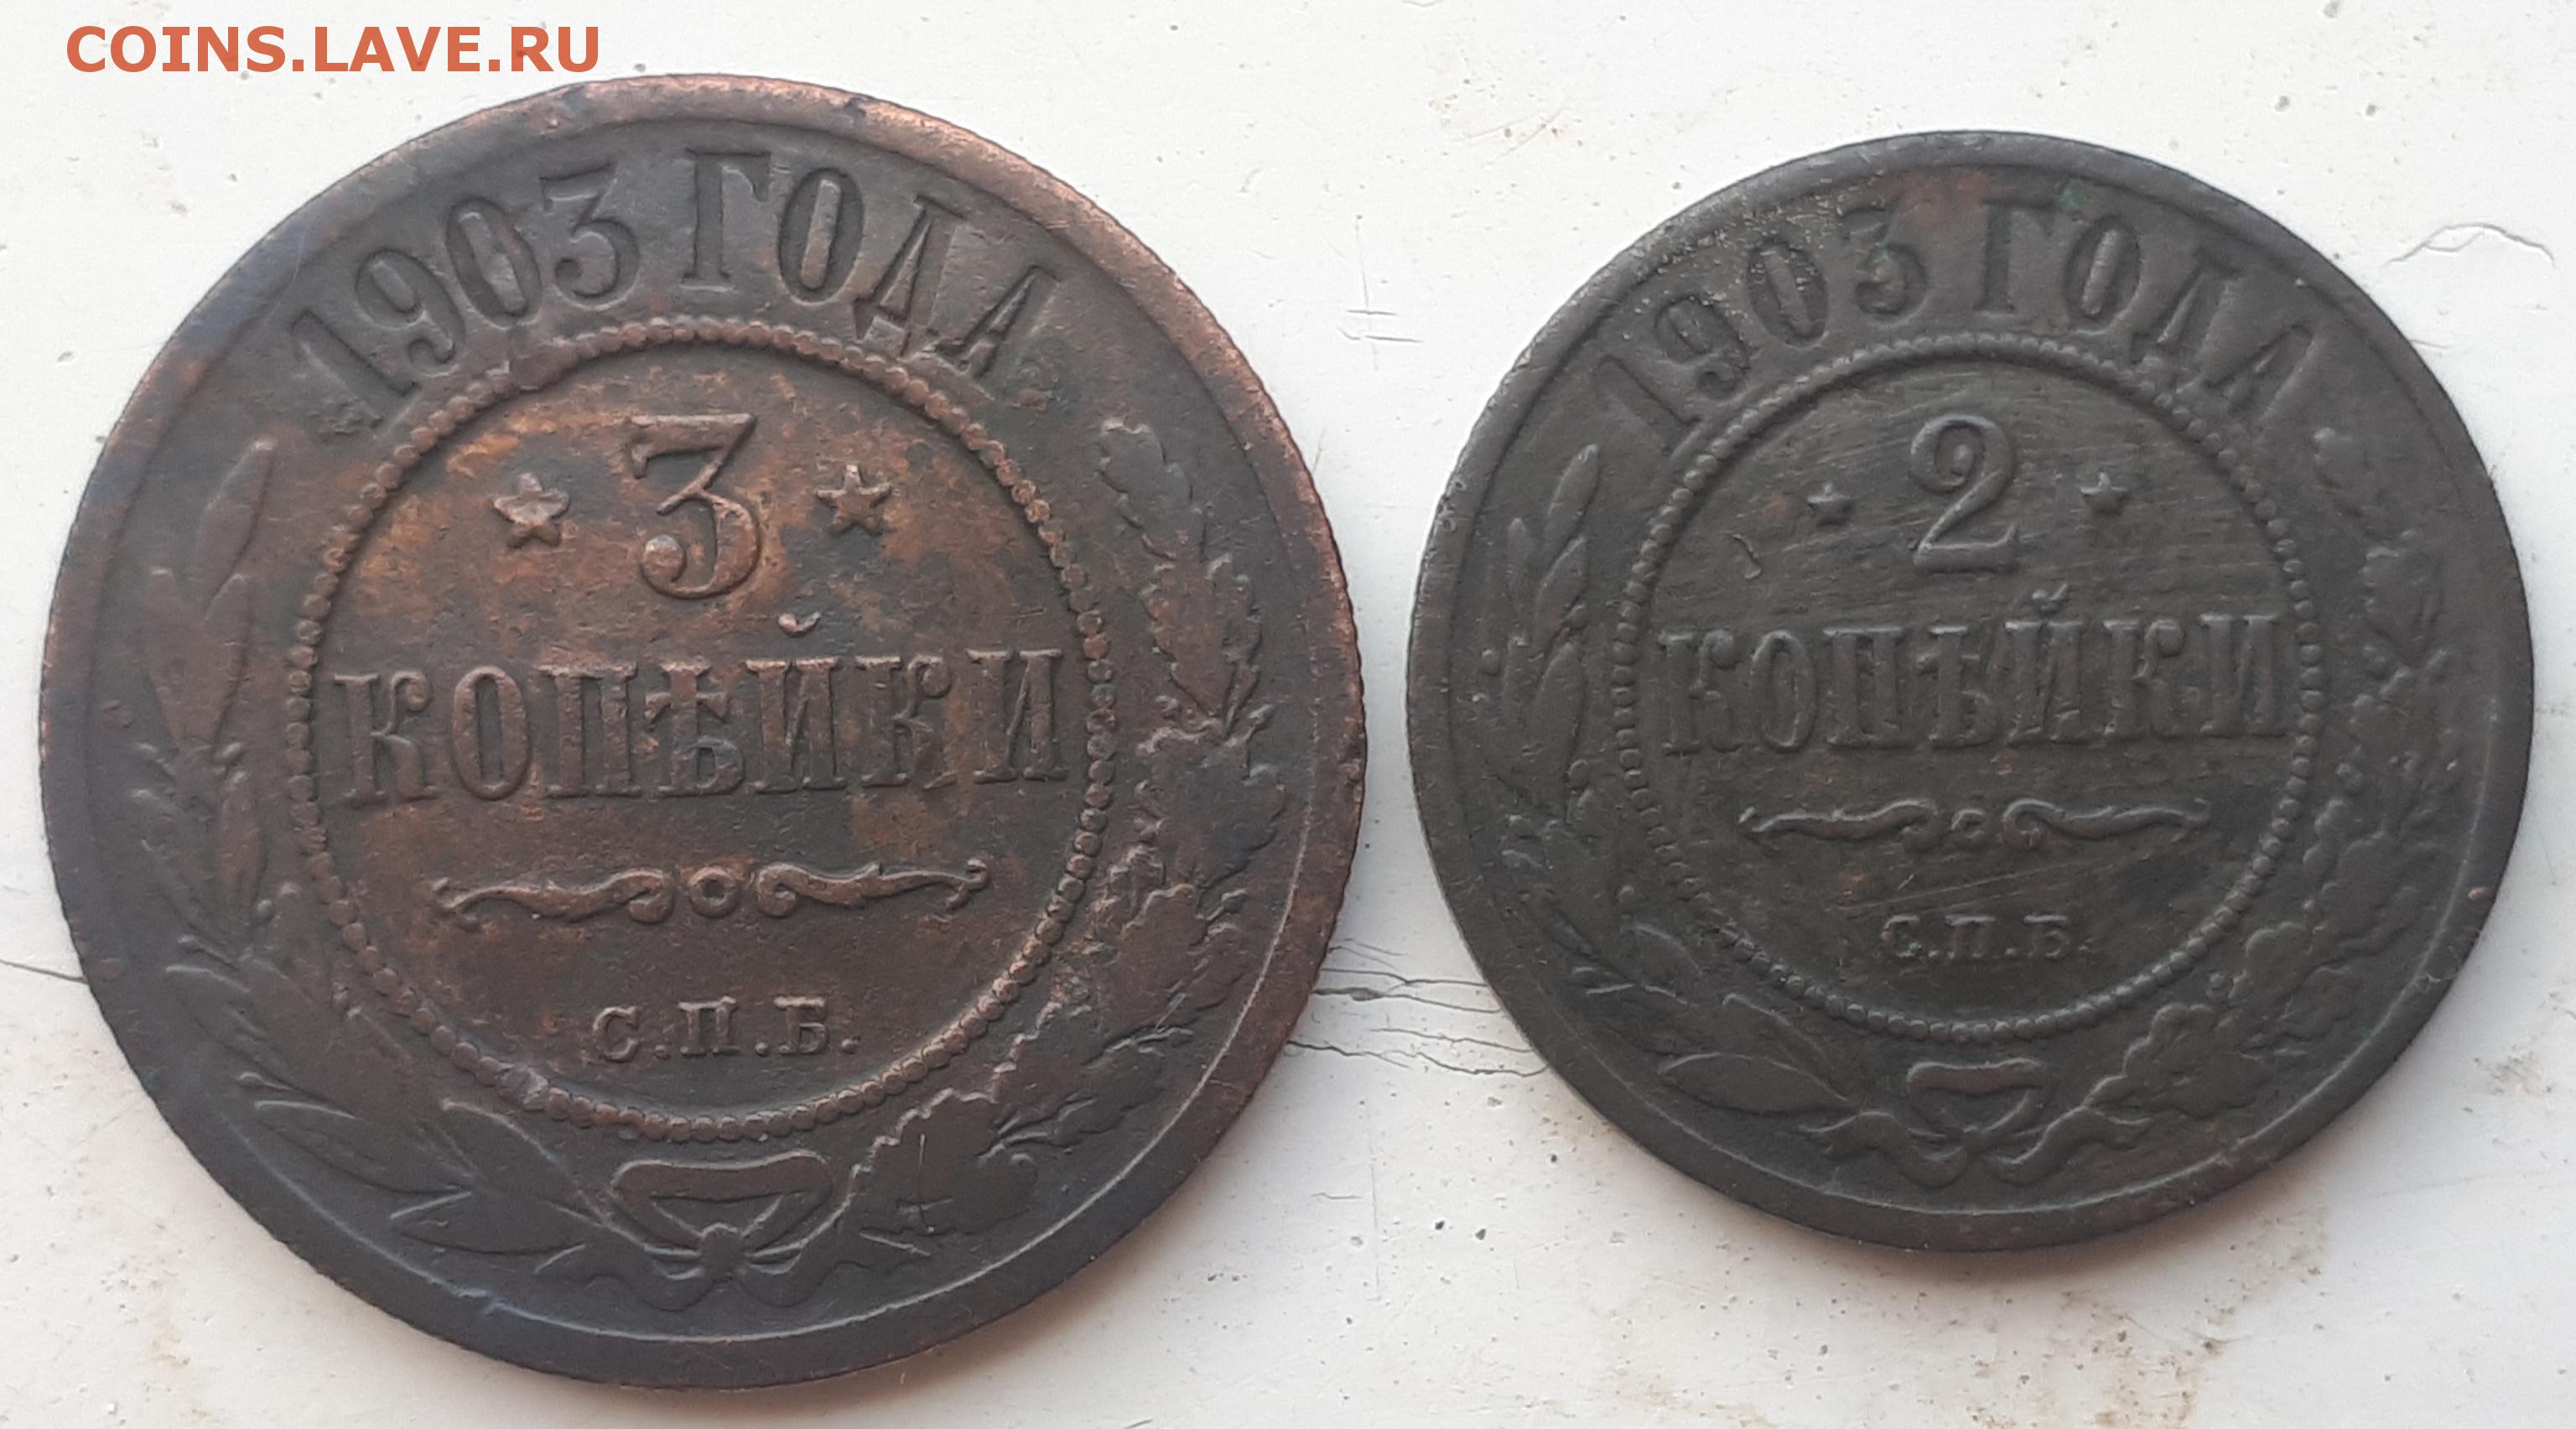 COINS.LAVE.RU
1903 ГОДА
3
КОПѢЙКИ
С.П.Б.
1903 ГОДА
2
КОПѢЙКИ
С.П.Б.